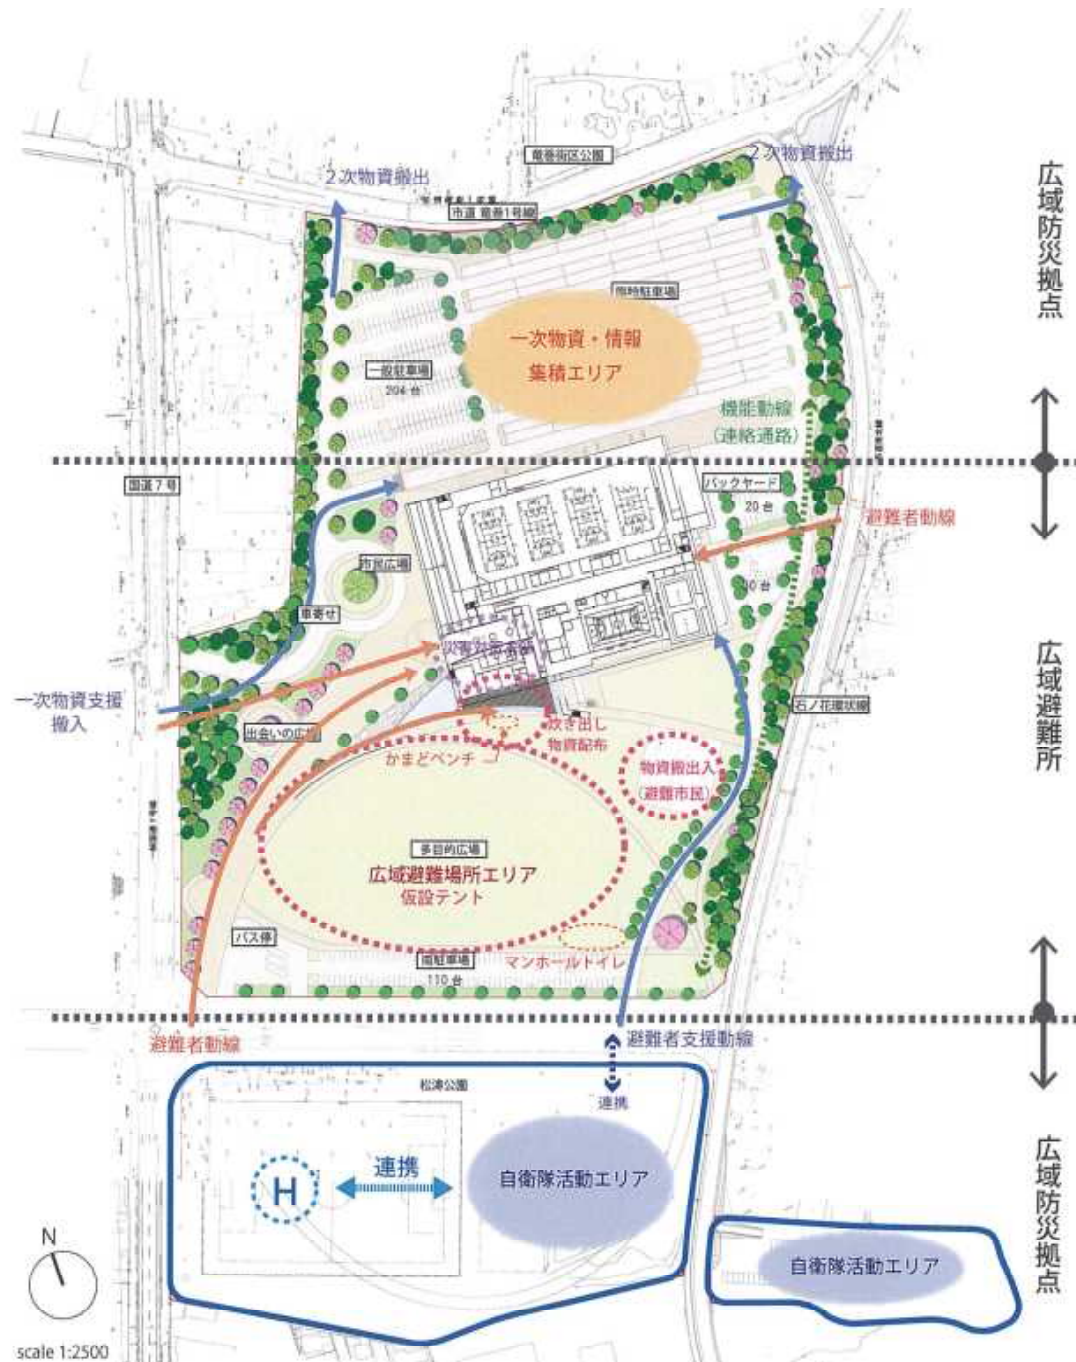 竜巻街区公園
2次物資搬出
2次物資搬出
市道 竜巻1号線
広域防災拠点
臨時駐車場
一次物資・情報
集積エリア
一般駐車場
204台
機能動線
(連絡通路)
国道7号
バックヤード
20台
避難者動線
市民広場
車寄せ
災害対策本部
広域避難所
一次物資支援
搬入
石ノ花環状線
出会いの広場
炊き出し
物資配布
かまどベンチ
物資搬出入
(避難市民)
多目的広場
広域避難場所エリア
仮設テント
バス停
マンホールトイレ
南駐車場
110台
避難者動線
避難者支援動線
松涛公園
連携
連携
H
自衛隊活動エリア
広域防災拠点
自衛隊活動エリア
N
scale 1:2500